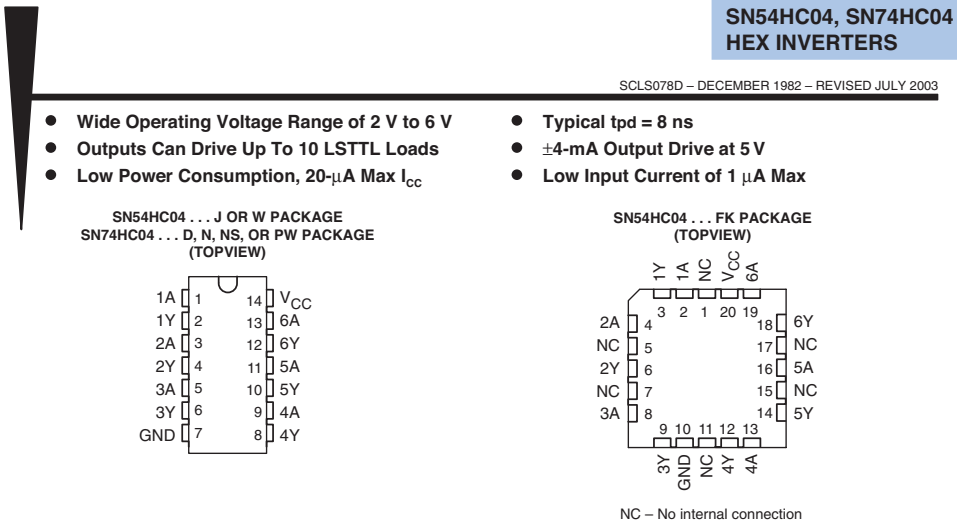 SN54HC04, SN74HC04
HEX INVERTERS
SCLS078D – DECEMBER 1982 – REVISED JULY 2003
● Wide Operating Voltage Range of 2 V to 6 V
● Outputs Can Drive Up To 10 LSTTL Loads
● Low Power Consumption, 20-μA Max Icc
● Typical tpd = 8 ns
● ±4-mA Output Drive at 5 V
● Low Input Current of 1 μA Max
SN54HC04 . . . J OR W PACKAGE
SN74HC04 . . . D, N, NS, OR PW PACKAGE
(TOPVIEW)
1A 1 14 VCC
1Y 2 13 6A
2A 3 12 6Y
2Y 4 11 5A
3A 5 10 5Y
3Y 6 9 4A
GND 7 8 4Y
SN54HC04 . . . FK PACKAGE
(TOPVIEW)
1Y 1A NC VCC 6A
3 2 1 20 19
2A 4 18 6Y
NC 5 17 NC
2Y 6 16 5A
NC 7 15 NC
3A 8 14 5Y
9 10 11 12 13
3Y GND NC 4Y 4A
NC – No internal connection